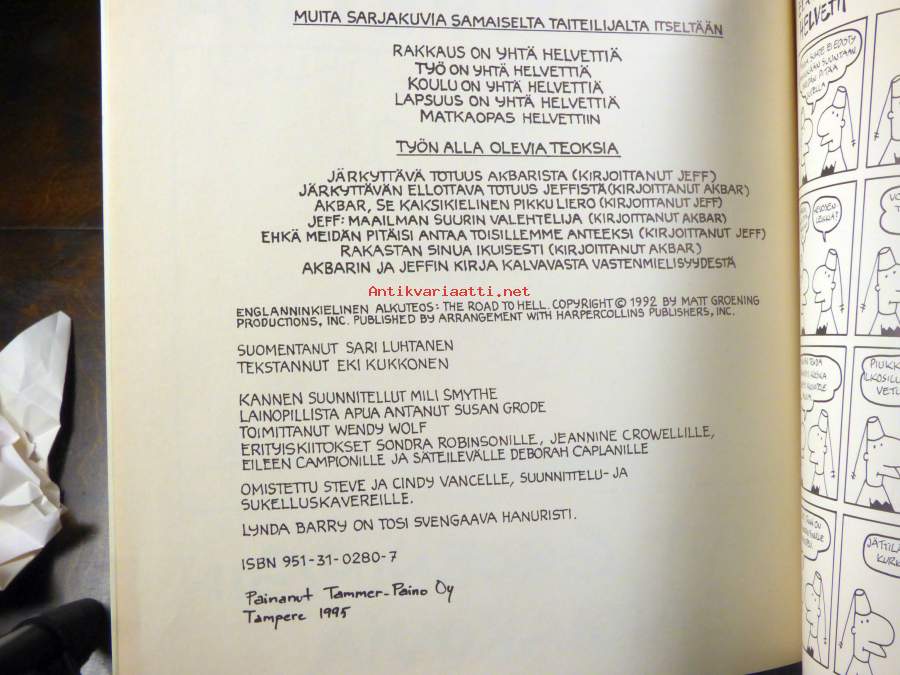 MUITA SARJAKUVIA SAMAISELTA TAITEILIJALTA ITSELTÄÄN
RAKKAUS ON YHTÄ HELVETTIÄ
TYÖ ON YHTÄ HELVETTIÄ
KOULU ON YHTÄ HELVETTIÄ
LAPSUUS ON YHTÄ HELVETTIÄ
MATKAOPAS HELVETTIIN
TYÖN ALLA OLEVIA TEOKSIA
JÄRKYTTÄVÄ TOTUUS AKBARISTA (KIRJOITTANUT JEFF)
JÄRKYTTÄVÄN ELLOTTAVA TOTUUS JEFFISTÄ (KIRJOITTANUT AKBAR)
AKBAR, SE KAKSIKIELINEN PIKKU LIERO (KIRJOITTANUT JEFF)
JEFF: MAAILMAN SUURIN VALEHTELIJA (KIRJOITTANUT AKBAR)
EHKÄ MEIDÄN PITÄISI ANTAA TOISILLEMME ANTEEKSI (KIRJOITTANUT JEFF)
RAKASTAN SINUA IKUISESTI (KIRJOITTANUT AKBAR)
AKBARIN JA JEFFIN KIRJA KALVAVASTA VASTENMIELISYYDESTÄ
Antikvariaatti.net
ENGLANNINKIELINEN ALKUTEOS: THE ROAD TO HELL. COPYRIGHT © 1992 BY MATT GROENING
PRODUCTIONS, INC. PUBLISHED BY ARRANGEMENT WITH HARPERCOLLINS PUBLISHERS, INC.
SUOMENTANUT SARI LUHTANEN
TEKSTANNUT EKI KUKKONEN
KANNEN SUUNNITELLUT MILI SMYTHE
LAINOPILLISTA APUA ANTANUT SUSAN GRODE
TOIMITTANUT WENDY WOLF
ERITYISKIITOKSET SONDRA ROBINSONILLE, JEANNINE CROWELLILLE,
EILEEN CAMPIONILLE JA SÄTEILEVÄLLE DEBORAH CAPLANILLE
OMISTETTU STEVE JA CINDY VANCELLE, SUUNNITTELU- JA
SUKELLUSKAVEREILLE.
LYNDA BARRY ON TOSI SVENGAAVA HANURISTI.
ISBN 951-31-0280-7
Painanut Tammer-Paino Oy
Tampere 1995
HELVETTI
EDOTY
SUUNTAAN
PITÄÄ
JÄTTILÄ
KURK